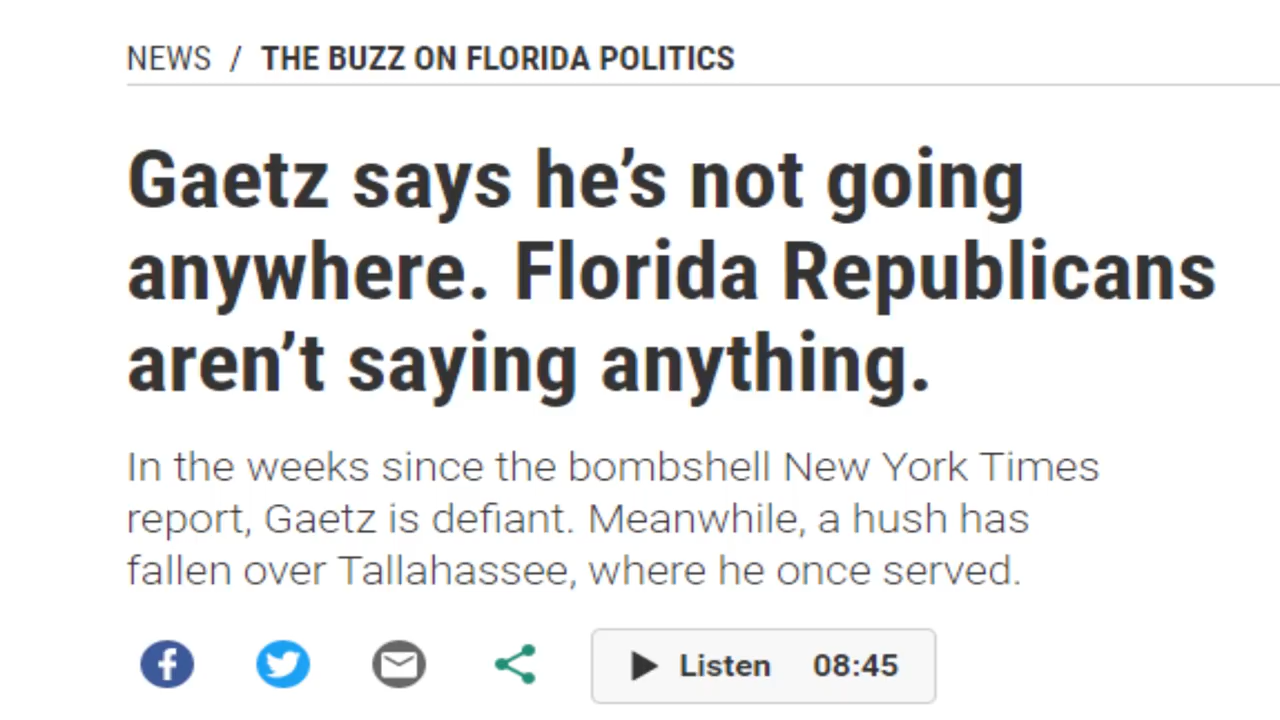 NEWS / THE BUZZ ON FLORIDA POLITICS
Gaetz says he’s not going
anywhere. Florida Republicans
aren’t saying anything.
In the weeks since the bombshell New York Times
report, Gaetz is defiant. Meanwhile, a hush has
fallen over Tallahassee, where he once served.
Listen 08:45